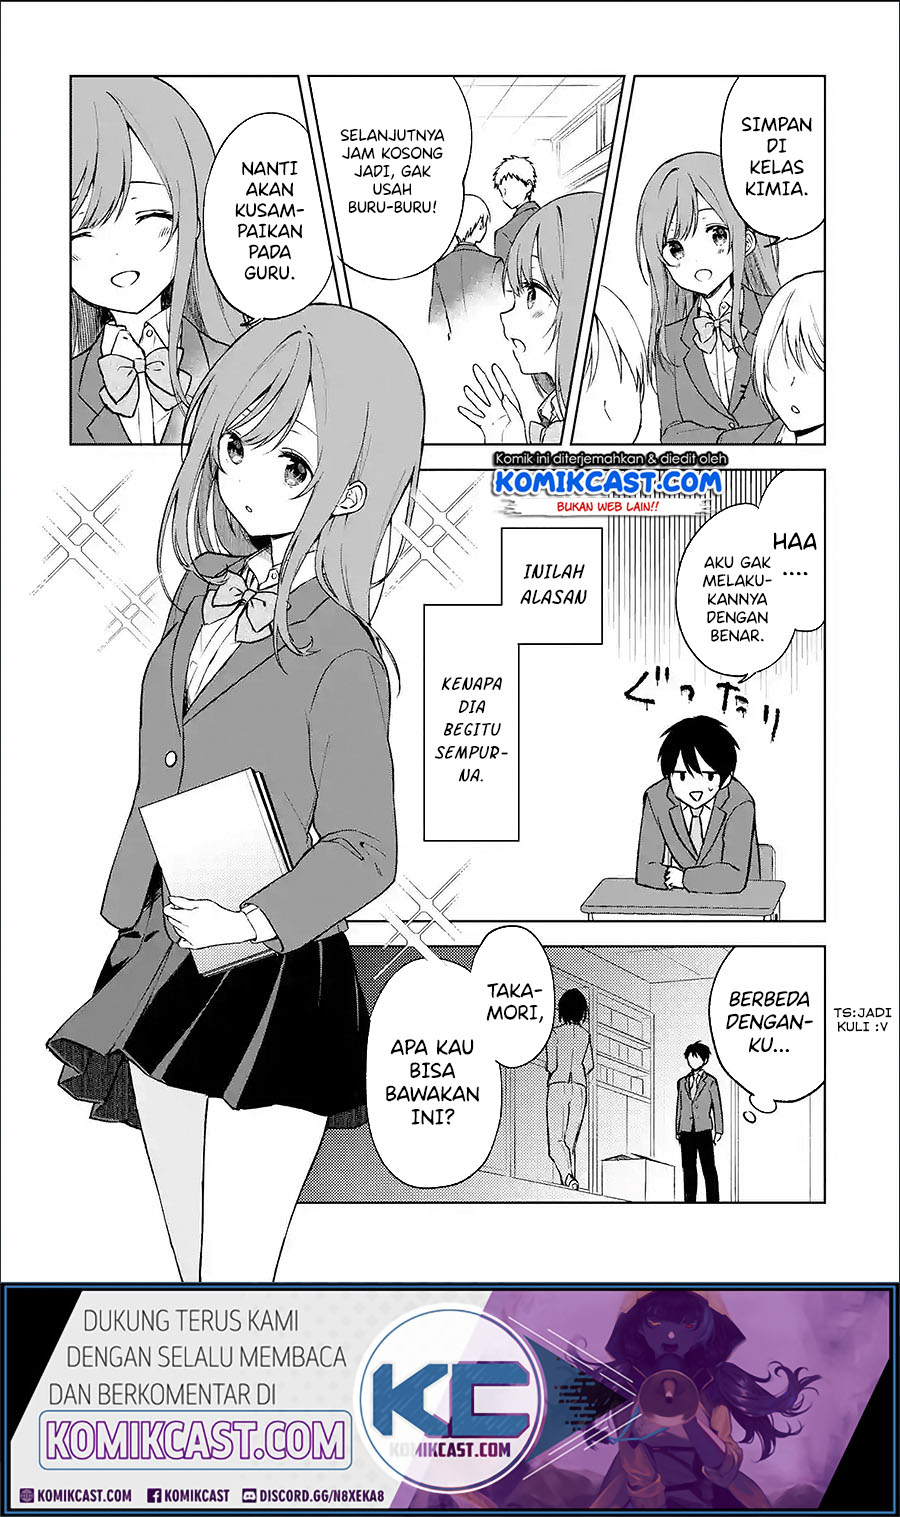 SIMPAN
DI
KELAS
KIMIA.
SELANJUTNYA
JAM KOSONG
JADI, GAK
USAH
BURU-BURU!
NANTI
AKAN
KUSAM-
PAIKAN
PADA
GURU.
Komik ini diterjemahkan & diedit oleh
KOMIKCAST.COM
BUKAN WEB LAIN!!
HAA
....
AKU GAK
MELAKU-
KANNYA
DENGAN
BENAR.
ぐったり
INILAH
ALASAN
KENAPA
DIA
BEGITU
SEMPUR-
NA.
BERBEDA
DENGAN-
KU...
TS:JADI
KULI :V
TAKA-
MORI,
APA KAU
BISA
BAWAKAN
INI?
DUKUNG TERUS KAMI
DENGAN SELALU MEMBACA
DAN BERKOMENTAR DI
KOMIKCAST.COM
KC
KOMIKCAST.COM
KOMIKCAST.COM
KOMIKCAST
DISCORD.GG/N8XEKA8